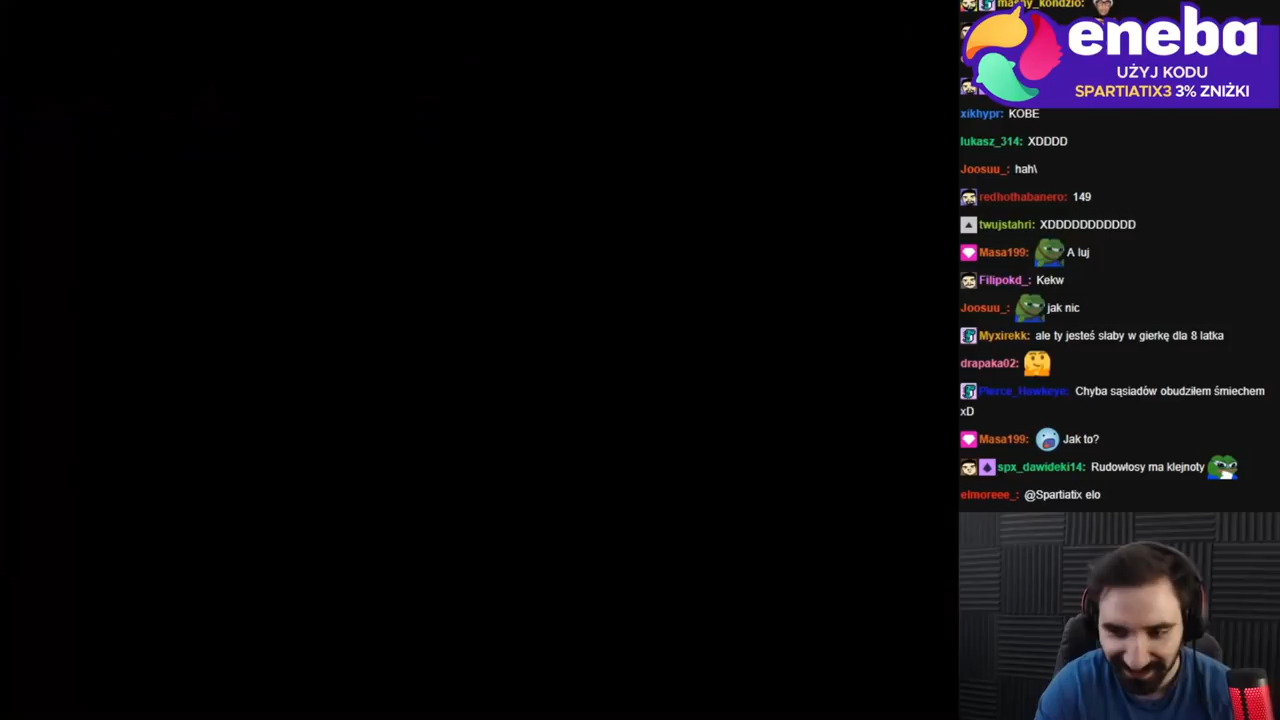 masny_kondzio:
eneba
UŻYJ KODU
SPARTIATIX3 3% ZNIŻKI
xikhypr: KOBE
lukasz_314: XDDDD
Joosuu_: hah\
redhothabanero: 149
twujstahri: XDDDDDDDDDDD
Masa199: A luj
Filipokd_: Kekw
Joosuu_: jak nic
Myxirekk: ale ty jesteś słaby w gierkę dla 8 latka
drapaka02:
Pierce_Hawkeye: Chyba sąsiadów obudziłem śmiechem
xD
Masa199: Jak to?
spx_dawideki14: Rudowłosy ma klejnoty
elmoreee_: @Spartiatix elo